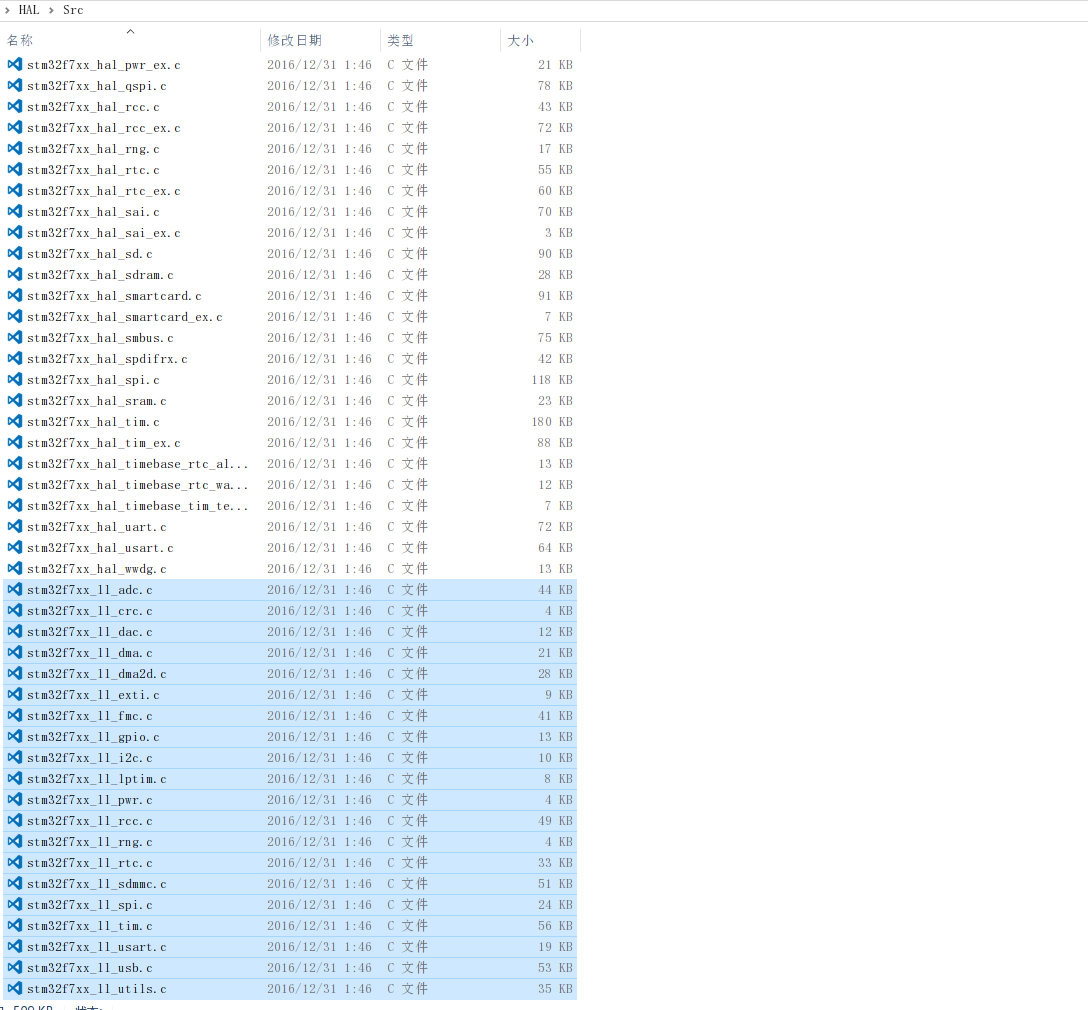 > HAL > Src
名称 修改日期 类型 大小
stm32f7xx_hal_pwr_ex.c 2016/12/31 1:46 C 文件 21 KB
stm32f7xx_hal_qspi.c 2016/12/31 1:46 C 文件 78 KB
stm32f7xx_hal_rcc.c 2016/12/31 1:46 C 文件 43 KB
stm32f7xx_hal_rcc_ex.c 2016/12/31 1:46 C 文件 72 KB
stm32f7xx_hal_rng.c 2016/12/31 1:46 C 文件 17 KB
stm32f7xx_hal_rtc.c 2016/12/31 1:46 C 文件 55 KB
stm32f7xx_hal_rtc_ex.c 2016/12/31 1:46 C 文件 60 KB
stm32f7xx_hal_sai.c 2016/12/31 1:46 C 文件 70 KB
stm32f7xx_hal_sai_ex.c 2016/12/31 1:46 C 文件 3 KB
stm32f7xx_hal_sd.c 2016/12/31 1:46 C 文件 90 KB
stm32f7xx_hal_sdram.c 2016/12/31 1:46 C 文件 28 KB
stm32f7xx_hal_smartcard.c 2016/12/31 1:46 C 文件 91 KB
stm32f7xx_hal_smartcard_ex.c 2016/12/31 1:46 C 文件 7 KB
stm32f7xx_hal_smbus.c 2016/12/31 1:46 C 文件 75 KB
stm32f7xx_hal_spdifrx.c 2016/12/31 1:46 C 文件 42 KB
stm32f7xx_hal_spi.c 2016/12/31 1:46 C 文件 118 KB
stm32f7xx_hal_sram.c 2016/12/31 1:46 C 文件 23 KB
stm32f7xx_hal_tim.c 2016/12/31 1:46 C 文件 180 KB
stm32f7xx_hal_tim_ex.c 2016/12/31 1:46 C 文件 88 KB
stm32f7xx_hal_timebase_rtc_al... 2016/12/31 1:46 C 文件 13 KB
stm32f7xx_hal_timebase_rtc_wa... 2016/12/31 1:46 C 文件 12 KB
stm32f7xx_hal_timebase_tim_te... 2016/12/31 1:46 C 文件 7 KB
stm32f7xx_hal_uart.c 2016/12/31 1:46 C 文件 72 KB
stm32f7xx_hal_usart.c 2016/12/31 1:46 C 文件 64 KB
stm32f7xx_hal_wwdg.c 2016/12/31 1:46 C 文件 13 KB
stm32f7xx_ll_adc.c 2016/12/31 1:46 C 文件 44 KB
stm32f7xx_ll_crc.c 2016/12/31 1:46 C 文件 4 KB
stm32f7xx_ll_dac.c 2016/12/31 1:46 C 文件 12 KB
stm32f7xx_ll_dma.c 2016/12/31 1:46 C 文件 21 KB
stm32f7xx_ll_dma2d.c 2016/12/31 1:46 C 文件 28 KB
stm32f7xx_ll_exti.c 2016/12/31 1:46 C 文件 9 KB
stm32f7xx_ll_fmc.c 2016/12/31 1:46 C 文件 41 KB
stm32f7xx_ll_gpio.c 2016/12/31 1:46 C 文件 13 KB
stm32f7xx_ll_i2c.c 2016/12/31 1:46 C 文件 10 KB
stm32f7xx_ll_lptim.c 2016/12/31 1:46 C 文件 8 KB
stm32f7xx_ll_pwr.c 2016/12/31 1:46 C 文件 4 KB
stm32f7xx_ll_rcc.c 2016/12/31 1:46 C 文件 49 KB
stm32f7xx_ll_rng.c 2016/12/31 1:46 C 文件 4 KB
stm32f7xx_ll_rtc.c 2016/12/31 1:46 C 文件 33 KB
stm32f7xx_ll_sdmmc.c 2016/12/31 1:46 C 文件 51 KB
stm32f7xx_ll_spi.c 2016/12/31 1:46 C 文件 24 KB
stm32f7xx_ll_tim.c 2016/12/31 1:46 C 文件 56 KB
stm32f7xx_ll_usart.c 2016/12/31 1:46 C 文件 19 KB
stm32f7xx_ll_usb.c 2016/12/31 1:46 C 文件 53 KB
stm32f7xx_ll_utils.c 2016/12/31 1:46 C 文件 35 KB